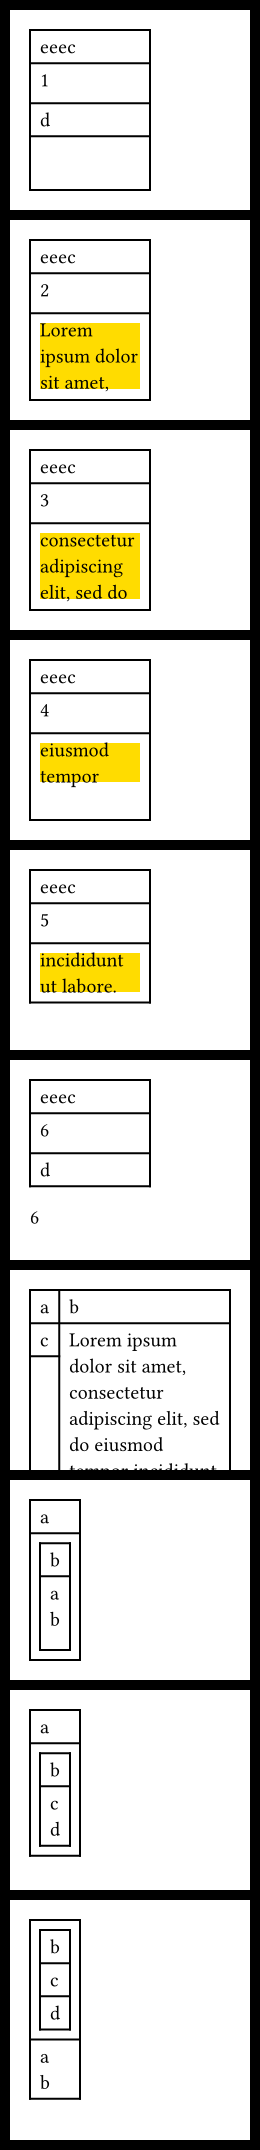 eeec
1
d
eeec
2
Lorem
ipsum dolor
sit amet,
eeec
3
consectetur
adipiscing
elit, sed do
eeec
4
eiusmod
tempor
eeec
5
incididunt
ut labore.
eeec
6
d
6
a b
c Lorem ipsum
dolor sit amet,
consectetur
adipiscing elit, sed
do eiusmod
tempor incididunt
a
b
a
b
a
b
c
d
b
c
d
a
b